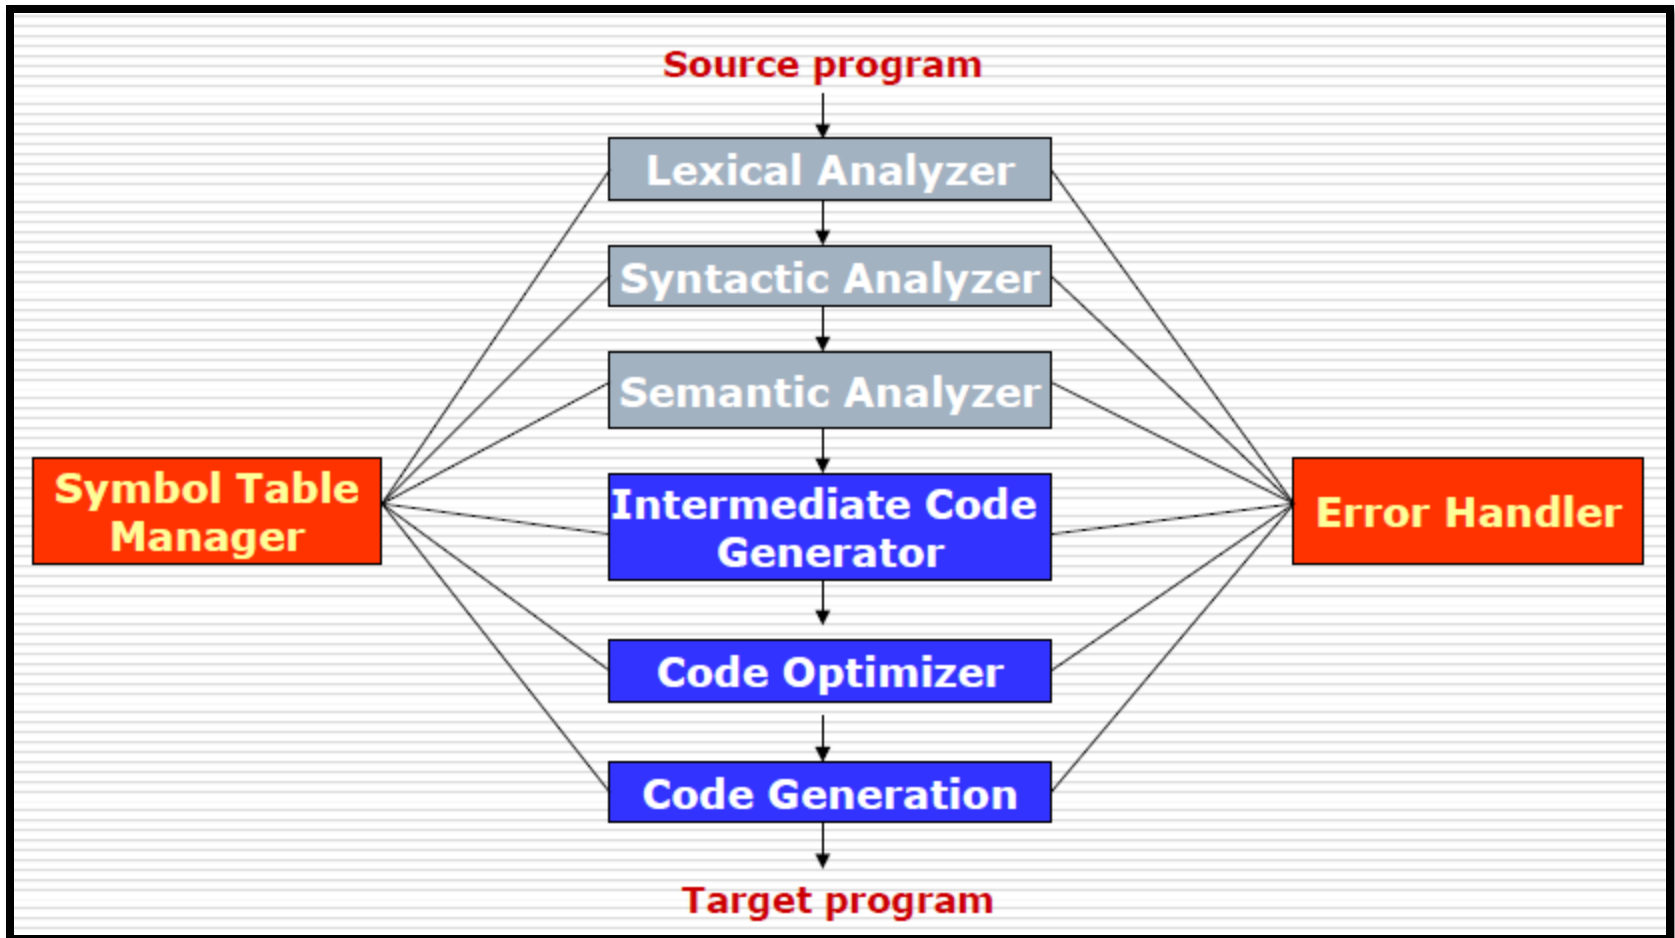 Source program
Lexical Analyzer
Syntactic Analyzer
Semantic Analyzer
Symbol Table
Manager
Intermediate Code
Generator
Error Handler
Code Optimizer
Code Generation
Target program